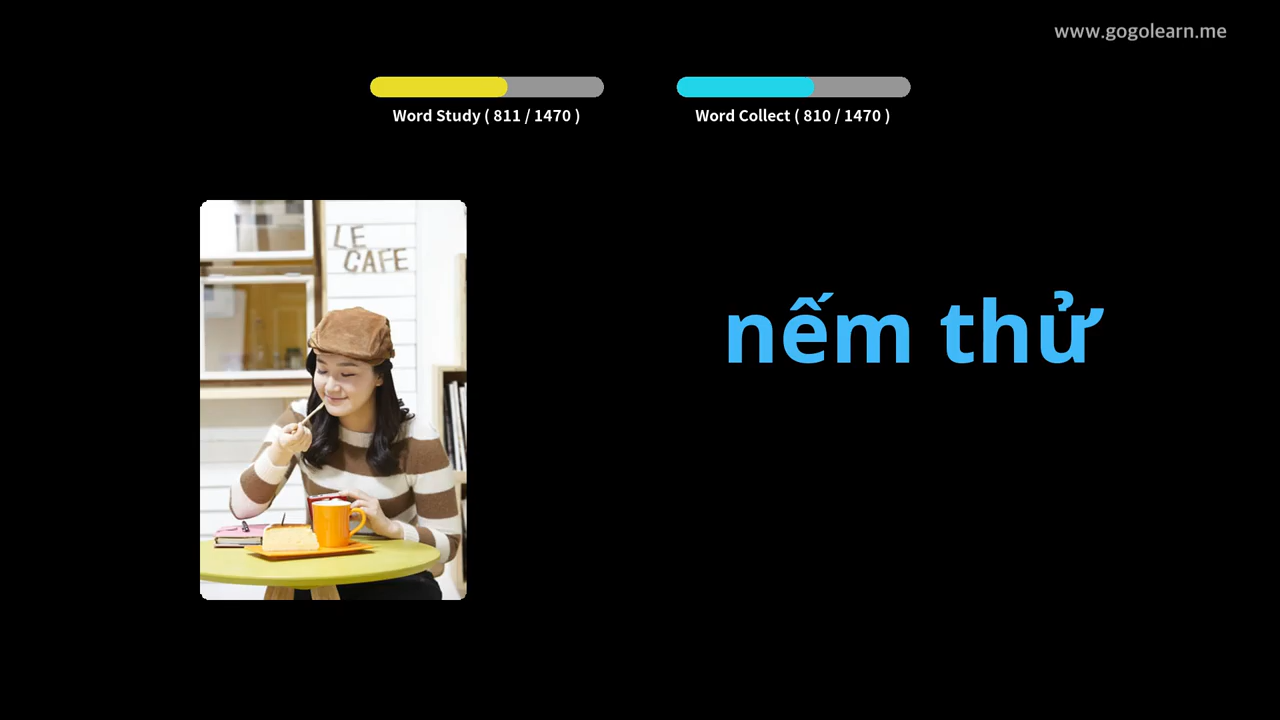 www.gogolearn.me
Word Study ( 811 / 1470 )
Word Collect ( 810 / 1470 )
LE
CAFE
nếm thử